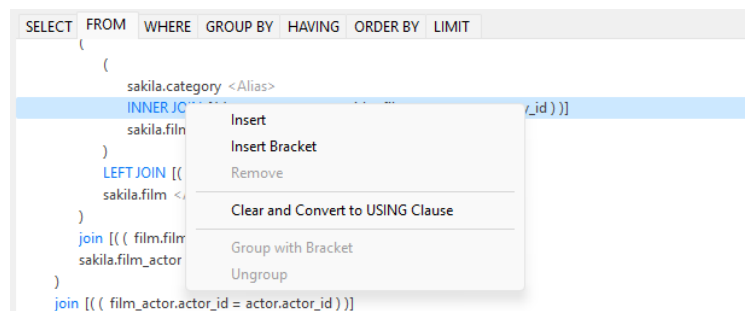 SELECT FROM WHERE GROUP BY HAVING ORDER BY LIMIT
(
(
sakila.category <Alias>
INNER JO y_id ) )]
Insert
sakila.film
Insert Bracket
)
LEFT JOIN [(
Remove
sakila.film <
Clear and Convert to USING Clause
)
join [( ( film.film
Group with Bracket
sakila.film_actor
Ungroup
)
join [( ( film_actor.actor_id = actor.actor_id ) )]